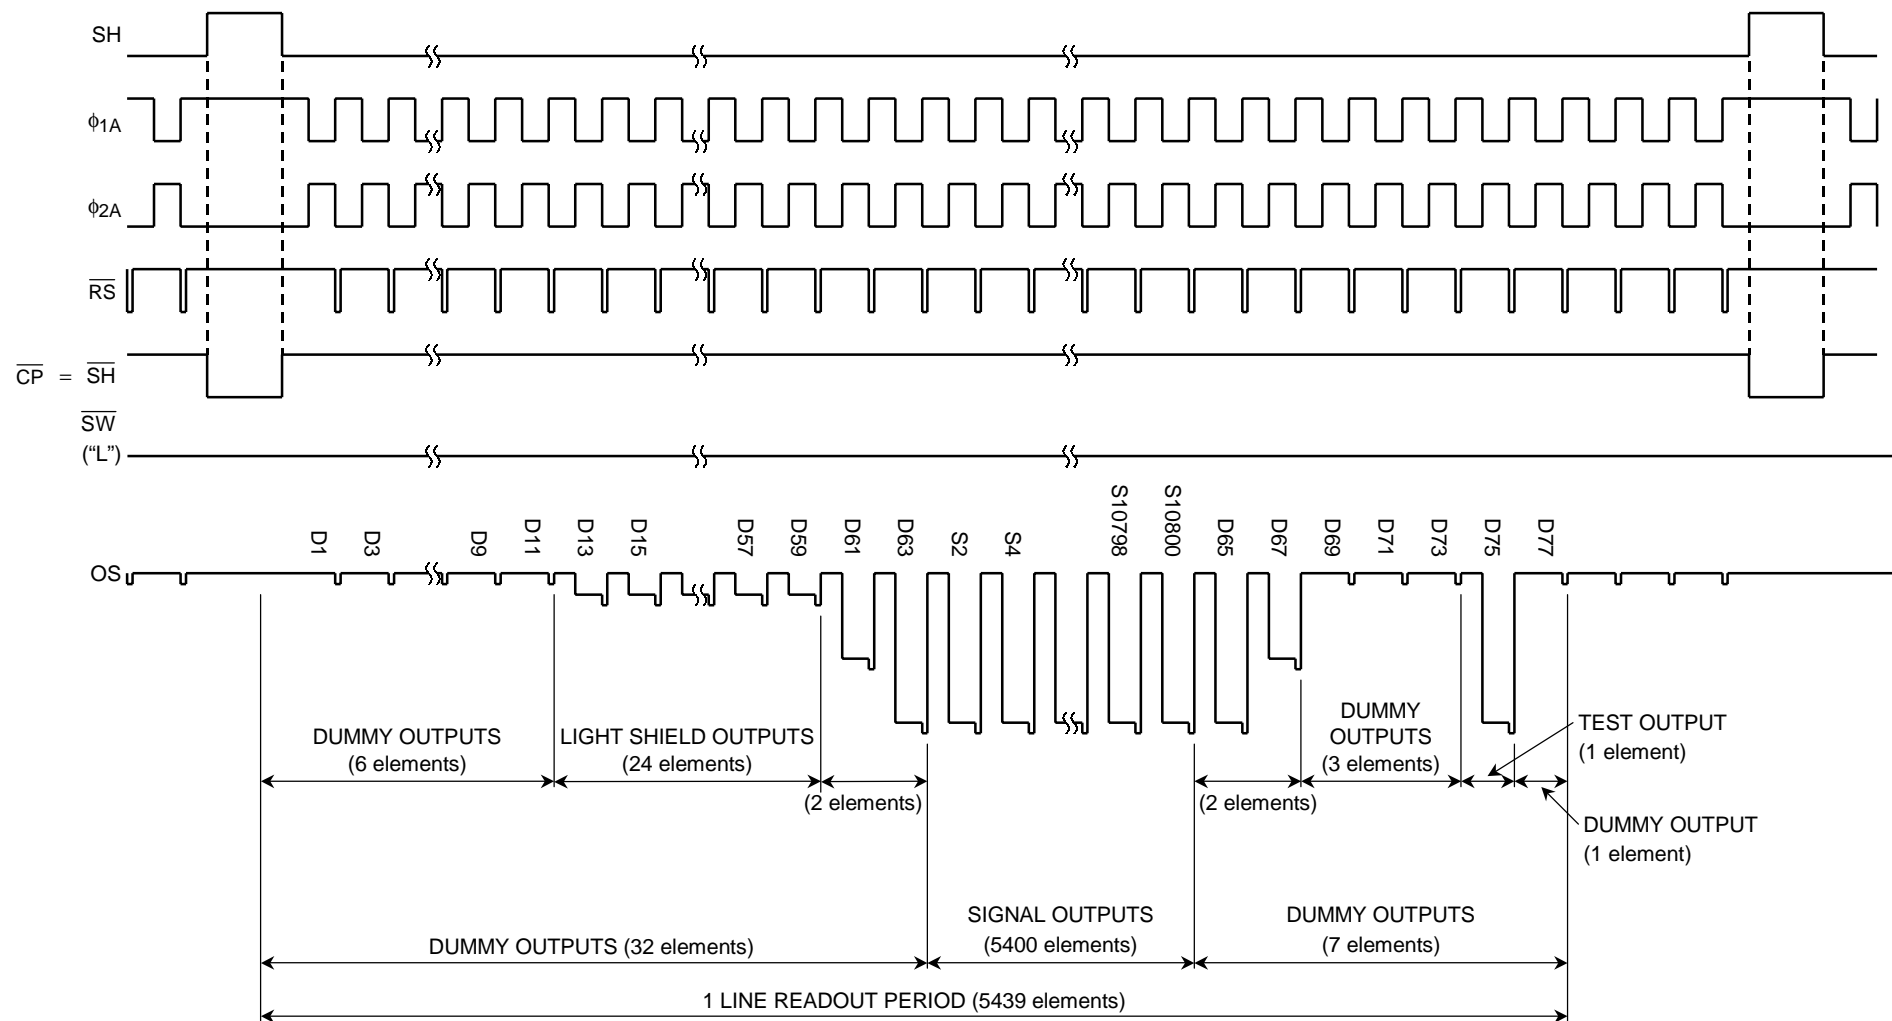 SH
ϕ1A
ϕ2A
RS
CP = SH
SW
("L")
OS
D1
D3
D9
D11
D13
D15
D57
D59
D61
D63
S2
S4
S10798
S10800
D65
D67
D69
D71
D73
D75
D77
DUMMY OUTPUTS
(6 elements)
LIGHT SHIELD OUTPUTS
(24 elements)
(2 elements)
(2 elements)
DUMMY
OUTPUTS
(3 elements)
TEST OUTPUT
(1 element)
DUMMY OUTPUT
(1 element)
DUMMY OUTPUTS (32 elements)
SIGNAL OUTPUTS
(5400 elements)
DUMMY OUTPUTS
(7 elements)
1 LINE READOUT PERIOD (5439 elements)